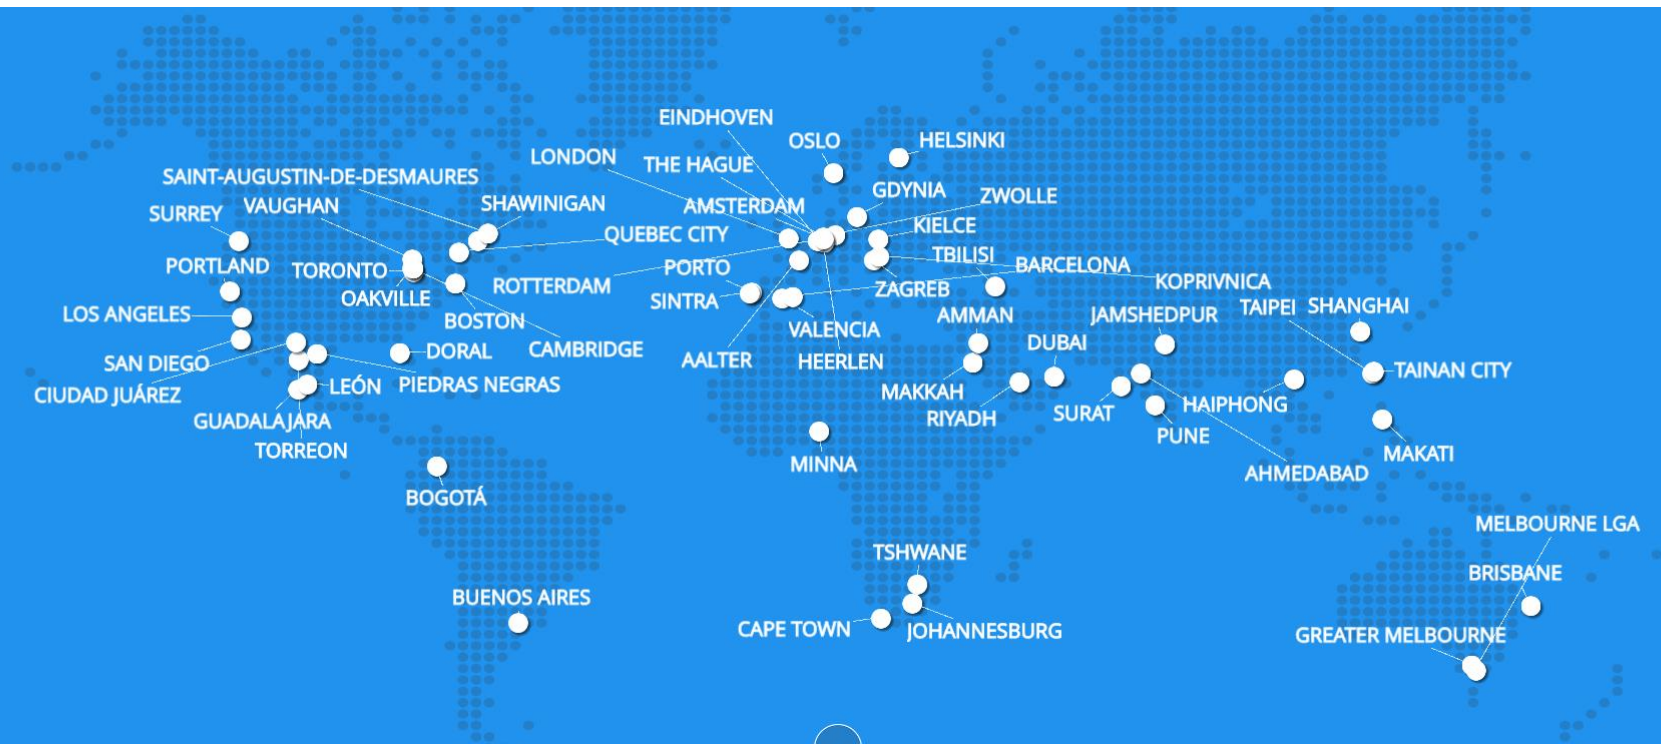 EINDHOVEN
OSLO
HELSINKI
LONDON
THE HAGUE
SAINT-AUGUSTIN-DE-DESMAURES
GDYNIA
ZWOLLE
SURREY
VAUGHAN
SHAWINIGAN
AMSTERDAM
KIELCE
QUEBEC CITY
TBILISI
PORTLAND
TORONTO
PORTO
BARCELONA
ROTTERDAM
KOPRIVNICA
OAKVILLE
SINTRA
ZAGREB
TAIPEI
SHANGHAI
LOS ANGELES
BOSTON
VALENCIA
AMMAN
JAMSHEDPUR
SAN DIEGO
DORAL
CAMBRIDGE
AALTER
HEERLEN
DUBAI
TAINAN CITY
CIUDAD JUÁREZ
LEÓN
PIEDRAS NEGRAS
MAKKAH
HAIPHONG
GUADALAJARA
RIYADH
SURAT
PUNE
TORREON
MINNA
MAKATI
AHMEDABAD
BOGOTÁ
MELBOURNE LGA
TSHWANE
BRISBANE
BUENOS AIRES
CAPE TOWN
JOHANNESBURG
GREATER MELBOURNE